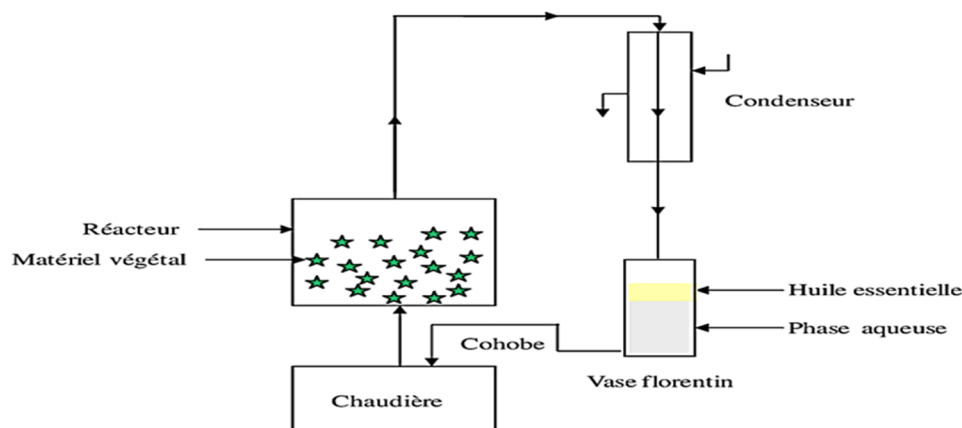 Condenseur
Réacteur
Matériel végétal
Huile essentielle
Phase aqueuse
Cohobe
Vase florentin
Chaudière